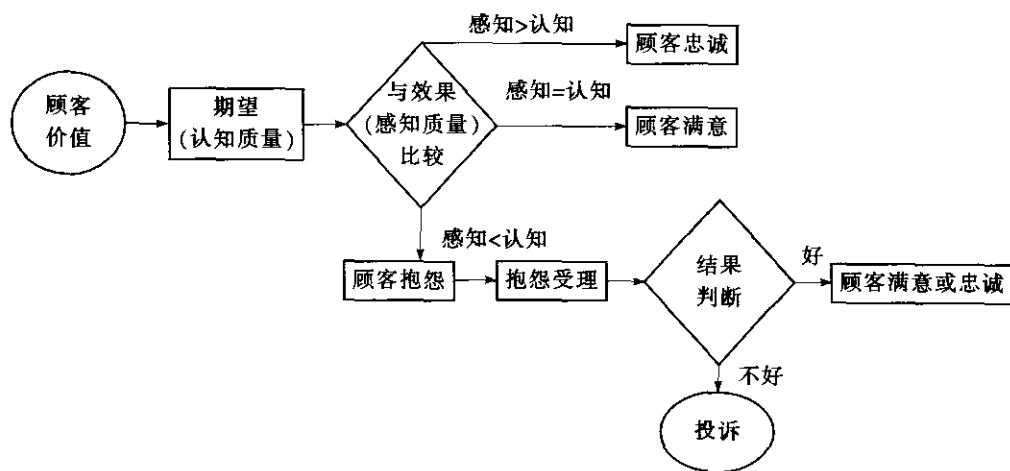 感知>认知
顾客忠诚
顾客
价值
期望
(认知质量)
与效果
(感知质量)
比较
感知=认知
顾客满意
感知<认知
顾客抱怨
抱怨受理
结果
判断
好
顾客满意或忠诚
不好
投诉